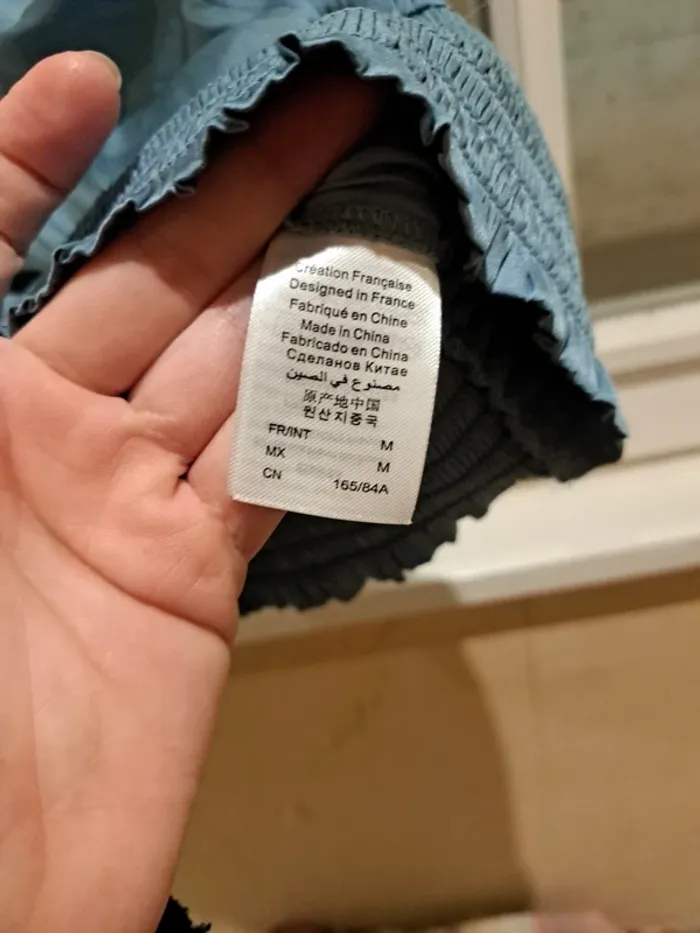 Création Française
Designed in France
Fabriqué en Chine
Made in China
Fabricado en China
Сделанов Китае
مصنوع في الصين
原产地中国
원산지중국
FR/INT M
MX M
CN 165/84A